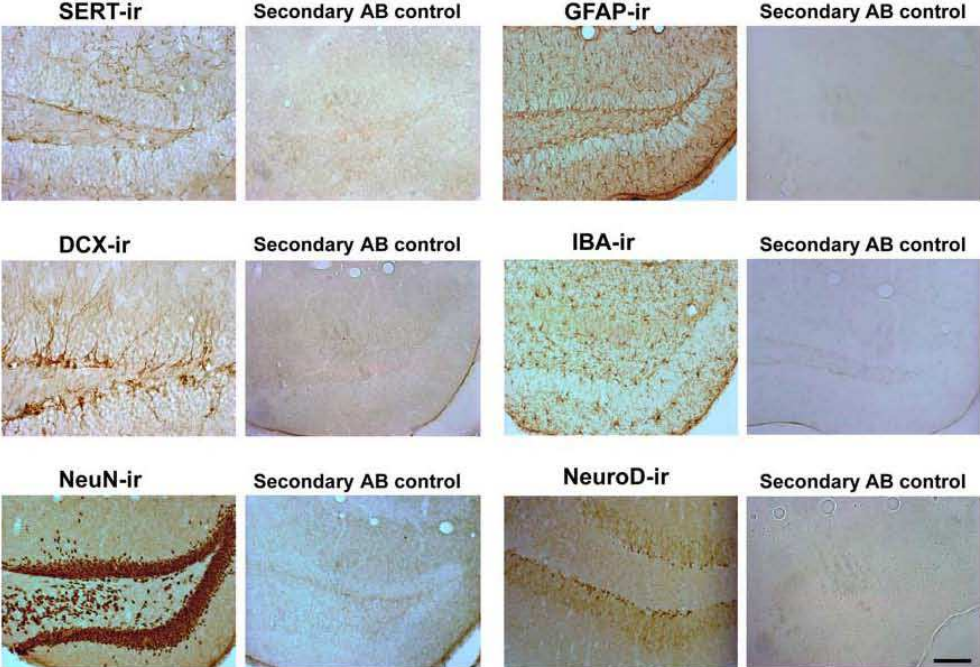 SERT-ir Secondary AB control GFAP-ir Secondary AB control
DCX-ir Secondary AB control IBA-ir Secondary AB control
NeuN-ir Secondary AB control NeuroD-ir Secondary AB control